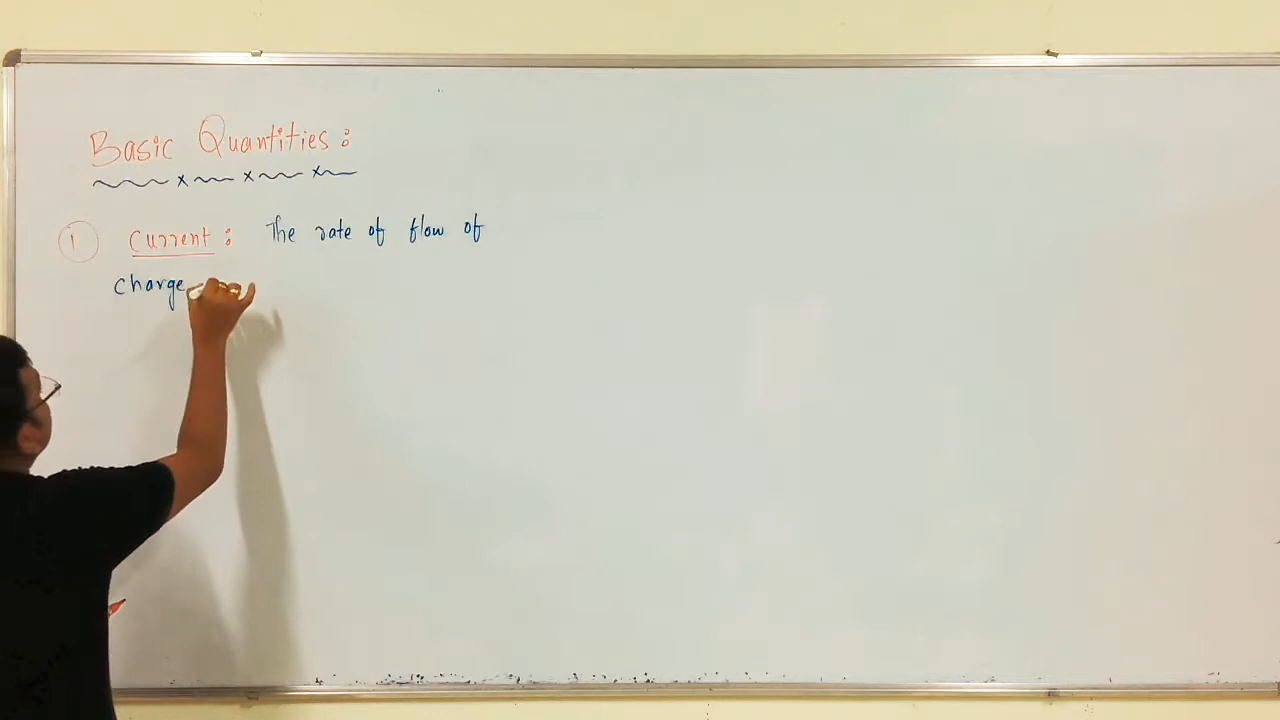 Basic Quantities:
① Current: The rate of flow of
charge